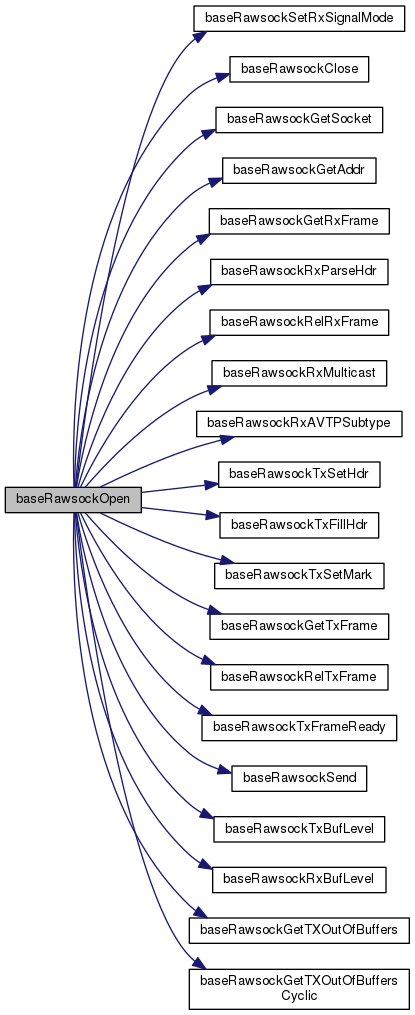 baseRawsockSetRxSignalMode
baseRawsockClose
baseRawsockGetSocket
baseRawsockGetAddr
baseRawsockGetRxFrame
baseRawsockRxParseHdr
baseRawsockRelRxFrame
baseRawsockRxMulticast
baseRawsockRxAVTPSubtype
baseRawsockTxSetHdr
baseRawsockOpen
baseRawsockTxFillHdr
baseRawsockTxSetMark
baseRawsockGetTxFrame
baseRawsockRelTxFrame
baseRawsockTxFrameReady
baseRawsockSend
baseRawsockTxBufLevel
baseRawsockRxBufLevel
baseRawsockGetTXOutOfBuffers
baseRawsockGetTXOutOfBuffers
Cyclic